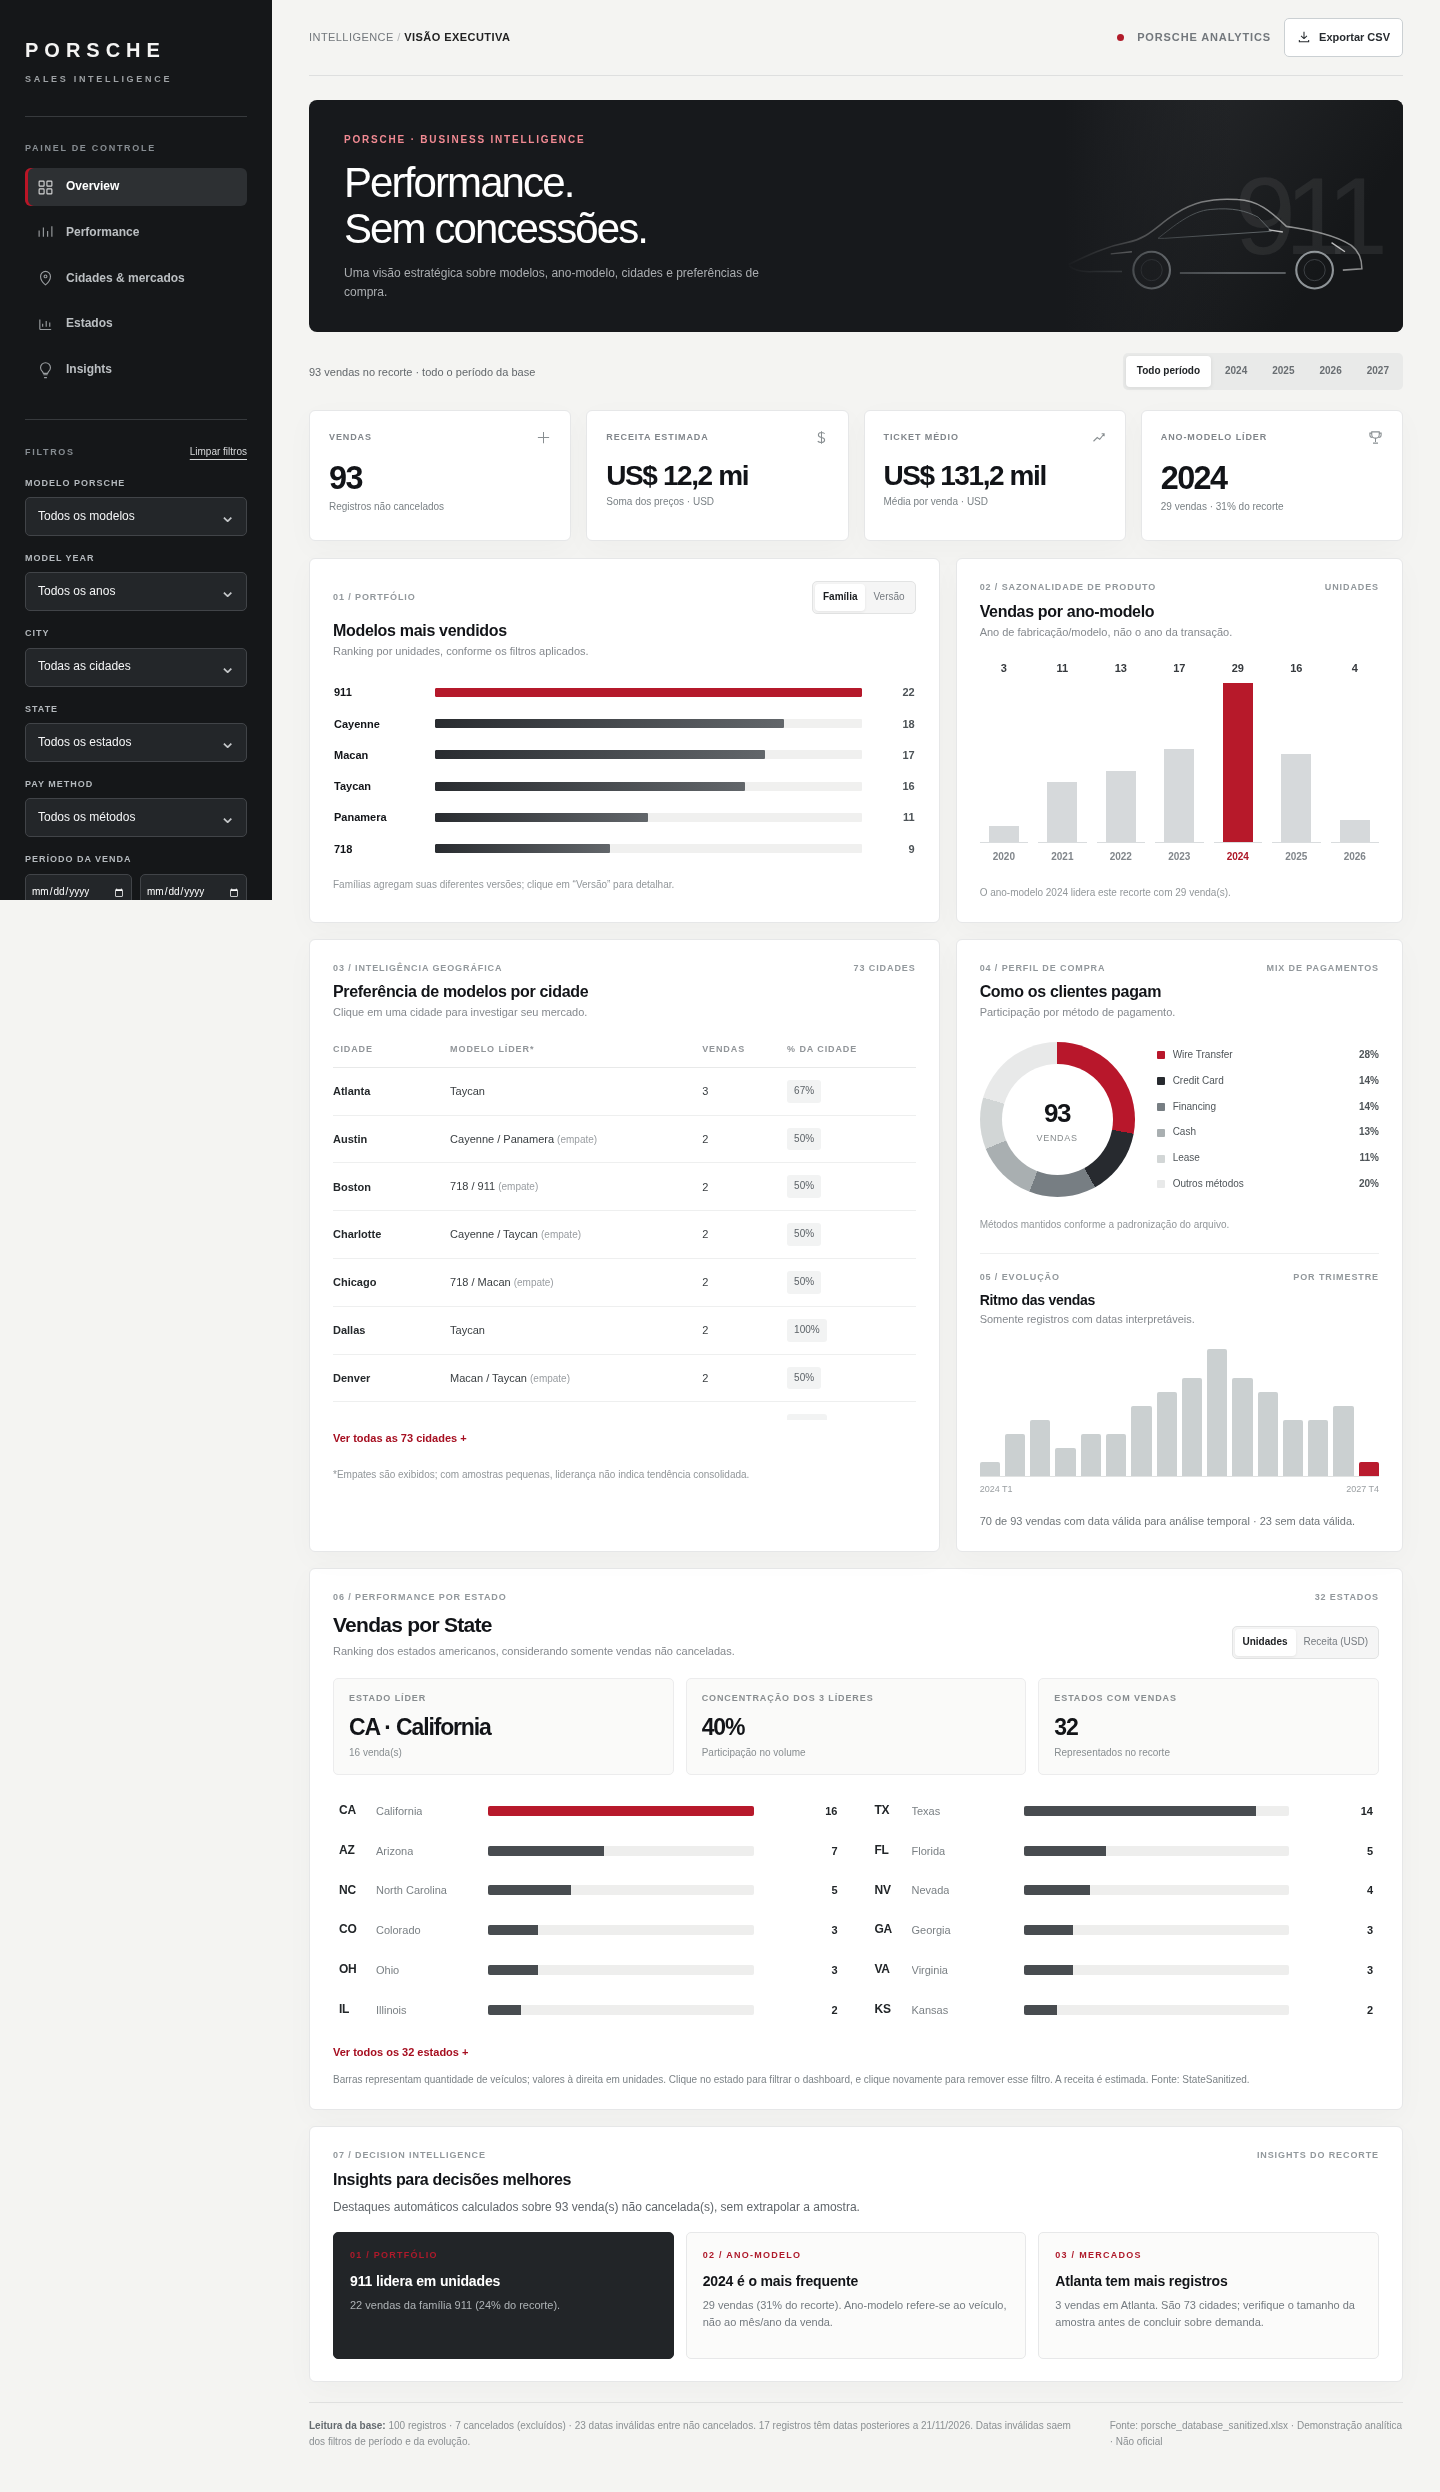 PORSCHE
SALES INTELLIGENCE
PAINEL DE CONTROLE
Overview
Performance
Cidades & mercados
Estados
Insights
FILTROS
Limpar filtros
MODELO PORSCHE
Todos os modelos
MODEL YEAR
Todos os anos
CITY
Todas as cidades
STATE
Todos os estados
PAY METHOD
Todos os métodos
PERÍODO DA VENDA
mm/dd/yyyy
mm/dd/yyyy
INTELLIGENCE / VISÃO EXECUTIVA
PORSCHE ANALYTICS
Exportar CSV
PORSCHE · BUSINESS INTELLIGENCE
Performance.
Sem concessões.
Uma visão estratégica sobre modelos, ano-modelo, cidades e preferências de
compra.
911
93 vendas no recorte · todo o período da base
Todo período
2024
2025
2026
2027
VENDAS
93
Registros não cancelados
RECEITA ESTIMADA
$
US$ 12,2 mi
Soma dos preços · USD
TICKET MÉDIO
US$ 131,2 mil
Média por venda · USD
ANO-MODELO LÍDER
2024
29 vendas · 31% do recorte
01 / PORTFÓLIO
Família
Versão
Modelos mais vendidos
Ranking por unidades, conforme os filtros aplicados.
911 22
Cayenne 18
Macan 17
Taycan 16
Panamera 11
718 9
Famílias agregam suas diferentes versões; clique em “Versão” para detalhar.
02 / SAZONALIDADE DE PRODUTO
UNIDADES
Vendas por ano-modelo
Ano de fabricação/modelo, não o ano da transação.
3 11 13 17 29 16 4
2020 2021 2022 2023 2024 2025 2026
O ano-modelo 2024 lidera este recorte com 29 venda(s).
03 / INTELIGÊNCIA GEOGRÁFICA
73 CIDADES
Preferência de modelos por cidade
Clique em uma cidade para investigar seu mercado.
CIDADE MODELO LÍDER* VENDAS % DA CIDADE
Atlanta Taycan 3 67%
Austin Cayenne / Panamera (empate) 2 50%
Boston 718 / 911 (empate) 2 50%
Charlotte Cayenne / Taycan (empate) 2 50%
Chicago 718 / Macan (empate) 2 50%
Dallas Taycan 2 100%
Denver Macan / Taycan (empate) 2 50%
Ver todas as 73 cidades +
*Empates são exibidos; com amostras pequenas, liderança não indica tendência consolidada.
04 / PERFIL DE COMPRA
MIX DE PAGAMENTOS
Como os clientes pagam
Participação por método de pagamento.
93
VENDAS
Wire Transfer 28%
Credit Card 14%
Financing 14%
Cash 13%
Lease 11%
Outros métodos 20%
Métodos mantidos conforme a padronização do arquivo.
05 / EVOLUÇÃO
POR TRIMESTRE
Ritmo das vendas
Somente registros com datas interpretáveis.
2024 T1
2027 T4
70 de 93 vendas com data válida para análise temporal · 23 sem data válida.
06 / PERFORMANCE POR ESTADO
32 ESTADOS
Vendas por State
Ranking dos estados americanos, considerando somente vendas não canceladas.
Unidades
Receita (USD)
ESTADO LÍDER
CA · California
16 venda(s)
CONCENTRAÇÃO DOS 3 LÍDERES
40%
Participação no volume
ESTADOS COM VENDAS
32
Representados no recorte
CA California 16
TX Texas 14
AZ Arizona 7
FL Florida 5
NC North Carolina 5
NV Nevada 4
CO Colorado 3
GA Georgia 3
OH Ohio 3
VA Virginia 3
IL Illinois 2
KS Kansas 2
Ver todos os 32 estados +
Barras representam quantidade de veículos; valores à direita em unidades. Clique no estado para filtrar o dashboard, e clique novamente para remover esse filtro. A receita é estimada. Fonte: StateSanitized.
07 / DECISION INTELLIGENCE
INSIGHTS DO RECORTE
Insights para decisões melhores
Destaques automáticos calculados sobre 93 venda(s) não cancelada(s), sem extrapolar a amostra.
01 / PORTFÓLIO
911 lidera em unidades
22 vendas da família 911 (24% do recorte).
02 / ANO-MODELO
2024 é o mais frequente
29 vendas (31% do recorte). Ano-modelo refere-se ao veículo,
não ao mês/ano da venda.
03 / MERCADOS
Atlanta tem mais registros
3 vendas em Atlanta. São 73 cidades; verifique o tamanho da
amostra antes de concluir sobre demanda.
Leitura da base: 100 registros · 7 cancelados (excluídos) · 23 datas inválidas entre não cancelados. 17 registros têm datas posteriores a 21/11/2026. Datas inválidas saem
dos filtros de período e da evolução.
Fonte: porsche_database_sanitized.xlsx · Demonstração analítica
· Não oficial